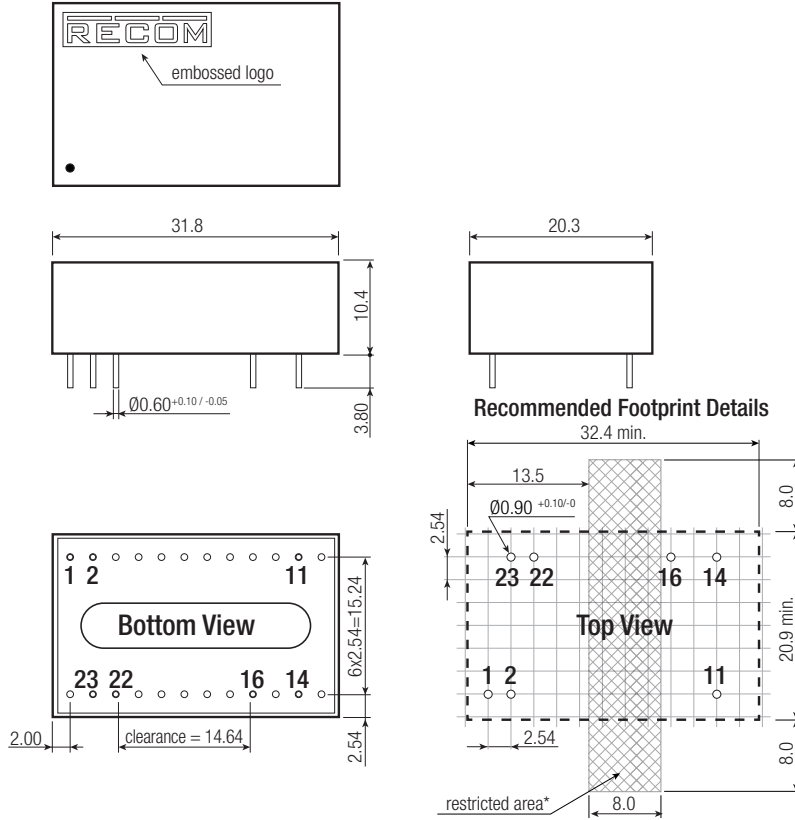 RECOM
embossed logo
31.8
20.3
10.4
Ø0.60+0.10 / -0.05
3.80
Recommended Footprint Details
32.4 min.
13.5
8.0
Ø0.90 +0.10/-0
2.54
23 22 16 14
Top View
20.9 min.
1 2 11
2.54
8.0
restricted area*
8.0
1 2 11
Bottom View
6x2.54=15.24
23 22 16 14
2.00
clearance = 14.64
2.54